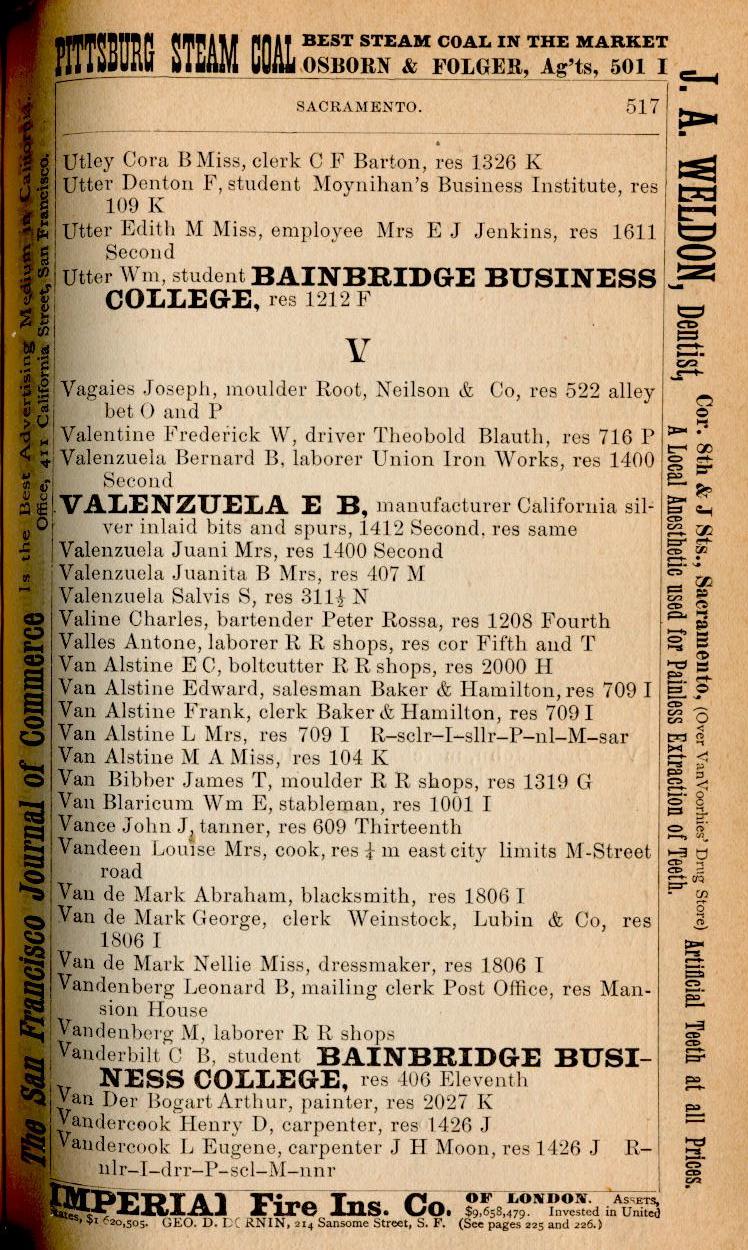 PITTSBURG STEAM COAL BEST STEAM COAL IN THE MARKET
OSBORN & FOLGER, Ag'ts, 501 I
SACRAMENTO. 517
Utley Cora B Miss, clerk C F Barton, res 1326 K
Utter Denton F, student Moynihan's Business Institute, res
109 K
Utter Edith M Miss, employee Mrs E J Jenkins, res 1611
Second
Utter Wm, student BAINBRIDGE BUSINESS
COLLEGE, res 1212 F
V
Vagaies Joseph, moulder Root, Neilson & Co, res 522 alley
bet O and P
Valentine Frederick W, driver Theobold Blauth, res 716 P
Valenzuela Bernard B, laborer Union Iron Works, res 1400
Second
VALENZUELA E B, manufacturer California sil-
ver inlaid bits and spurs, 1412 Second, res same
Valenzuela Juani Mrs, res 1400 Second
Valenzuela Juanita B Mrs, res 407 M
Valenzuela Salvis S, res 311½ N
Valine Charles, bartender Peter Rossa, res 1208 Fourth
Valles Antone, laborer R R shops, res cor Fifth and T
Van Alstine E C, boltcutter R R shops, res 2000 H
Van Alstine Edward, salesman Baker & Hamilton, res 709 I
Van Alstine Frank, clerk Baker & Hamilton, res 709 I
Van Alstine L Mrs, res 709 I R–sclr–I–sllr–P–nl–M–sar
Van Alstine M A Miss, res 104 K
Van Bibber James T, moulder R R shops, res 1319 G
Van Blaricum Wm E, stableman, res 1001 I
Vance John J, tanner, res 609 Thirteenth
Vandeen Louise Mrs, cook, res ¼ m east city limits M-Street
road
Van de Mark Abraham, blacksmith, res 1806 I
Van de Mark George, clerk Weinstock, Lubin & Co, res
1806 I
Van de Mark Nellie Miss, dressmaker, res 1806 I
Vandenberg Leonard B, mailing clerk Post Office, res Man-
sion House
Vandenberg M, laborer R R shops
Vanderbilt C B, student BAINBRIDGE BUSI-
NESS COLLEGE, res 406 Eleventh
Van Der Bogart Arthur, painter, res 2027 K
Vandercook Henry D, carpenter, res 1426 J
Vandercook L Eugene, carpenter J H Moon, res 1426 J R–
nlr–I–drr–P–scl–M–nnr
IMPERIAL Fire Ins. Co. OF LONDON. ASSETS,
$9,658,479. Invested in United
States, $1 620,505. GEO. D. DORNIN, 214 Sansome Street, S. F. (See pages 225 and 226.)
The San Francisco Journal of Commerce Is the Best Advertising Medium in California.
Office, 411 California Street, San Francisco.
J. A. WELDON, Dentist, Cor. 8th & J Sts., Sacramento, (Over VanVoorhies' Drug Store) Artificial Teeth at all Prices.
A Local Anesthetic used for Painless Extraction of Teeth.